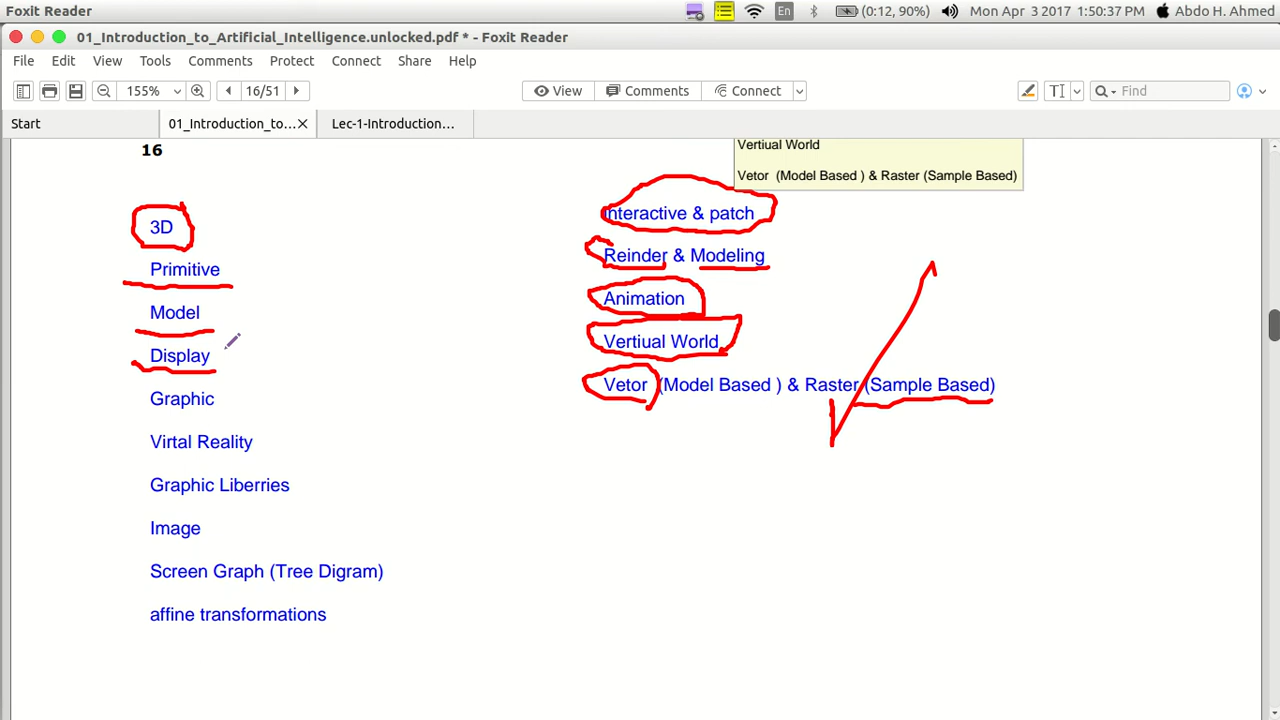 Foxit Reader
En
(0:12, 90%)
Mon Apr 3 2017 1:50:37 PM
Abdo H. Ahmed
01_Introduction_to_Artificial_Intelligence.unlocked.pdf * - Foxit Reader
File Edit View Tools Comments Protect Connect Share Help
155% 16/51 View Comments Connect Find
Start 01_Introduction_to... Lec-1-Introduction...
16
Vertiual World
Vetor (Model Based ) & Raster (Sample Based)
3D
Primitive
Model
Display
Graphic
Virtal Reality
Graphic Liberries
Image
Screen Graph (Tree Digram)
affine transformations
Interactive & patch
Reinder & Modeling
Animation
Vertiual World
Vetor (Model Based ) & Raster (Sample Based)